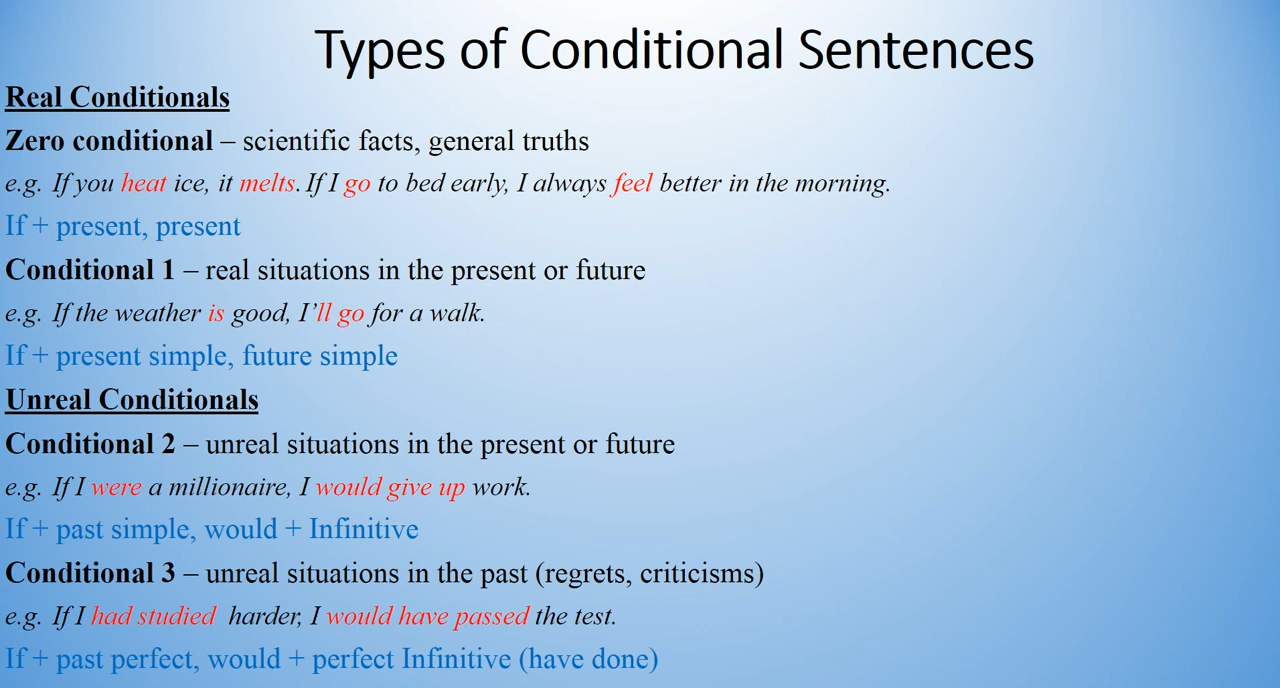 Types of Conditional Sentences
Real Conditionals
Zero conditional – scientific facts, general truths
e.g. If you heat ice, it melts. If I go to bed early, I always feel better in the morning.
If + present, present
Conditional 1 – real situations in the present or future
e.g. If the weather is good, I’ll go for a walk.
If + present simple, future simple
Unreal Conditionals
Conditional 2 – unreal situations in the present or future
e.g. If I were a millionaire, I would give up work.
If + past simple, would + Infinitive
Conditional 3 – unreal situations in the past (regrets, criticisms)
e.g. If I had studied harder, I would have passed the test.
If + past perfect, would + perfect Infinitive (have done)